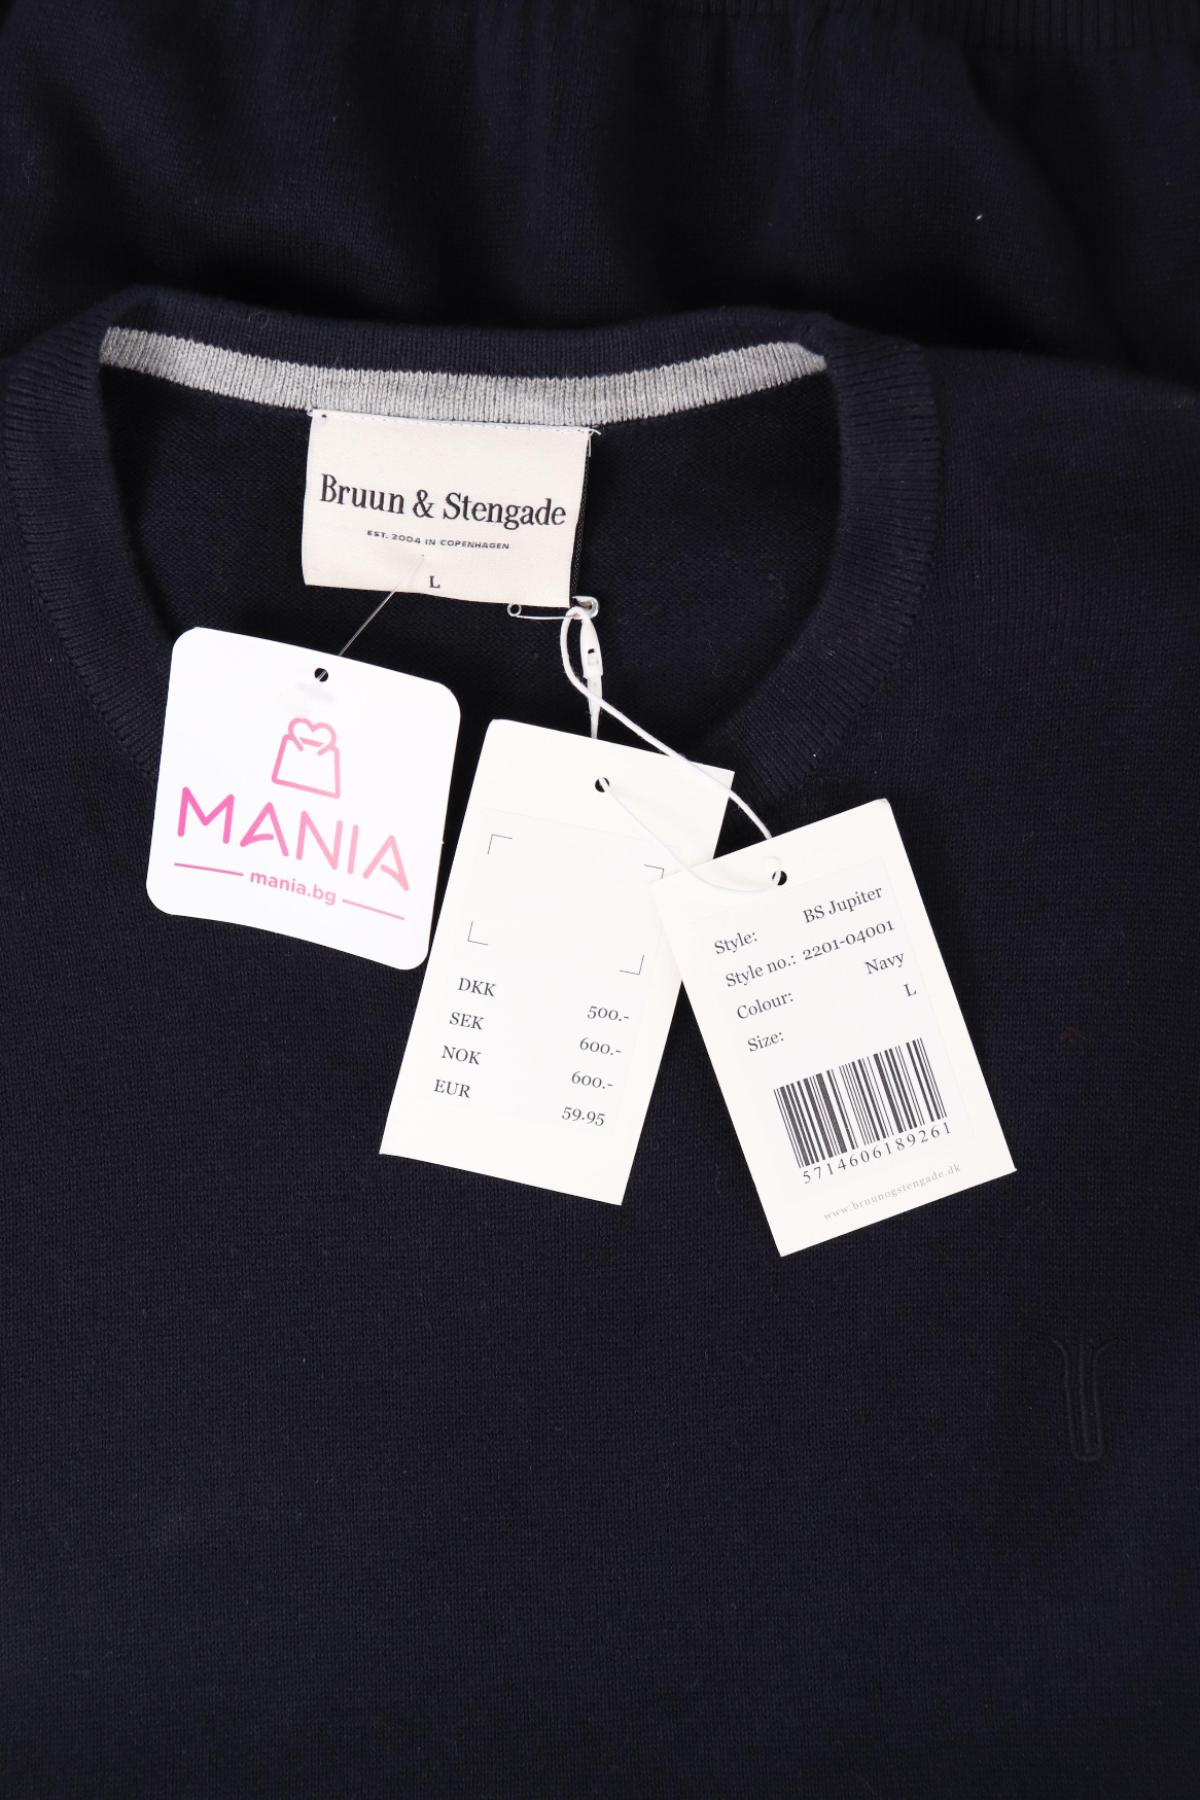 Bruun & Stengade
EST. 2004 IN COPENHAGEN
L
MANIA
mania.bg
DKK 500.-
SEK 600.-
NOK 600.-
EUR 59.95
Style: BS Jupiter
Style no.: 2201-04001
Colour: Navy
Size: L
5714606189261
www.bruunogstengade.dk